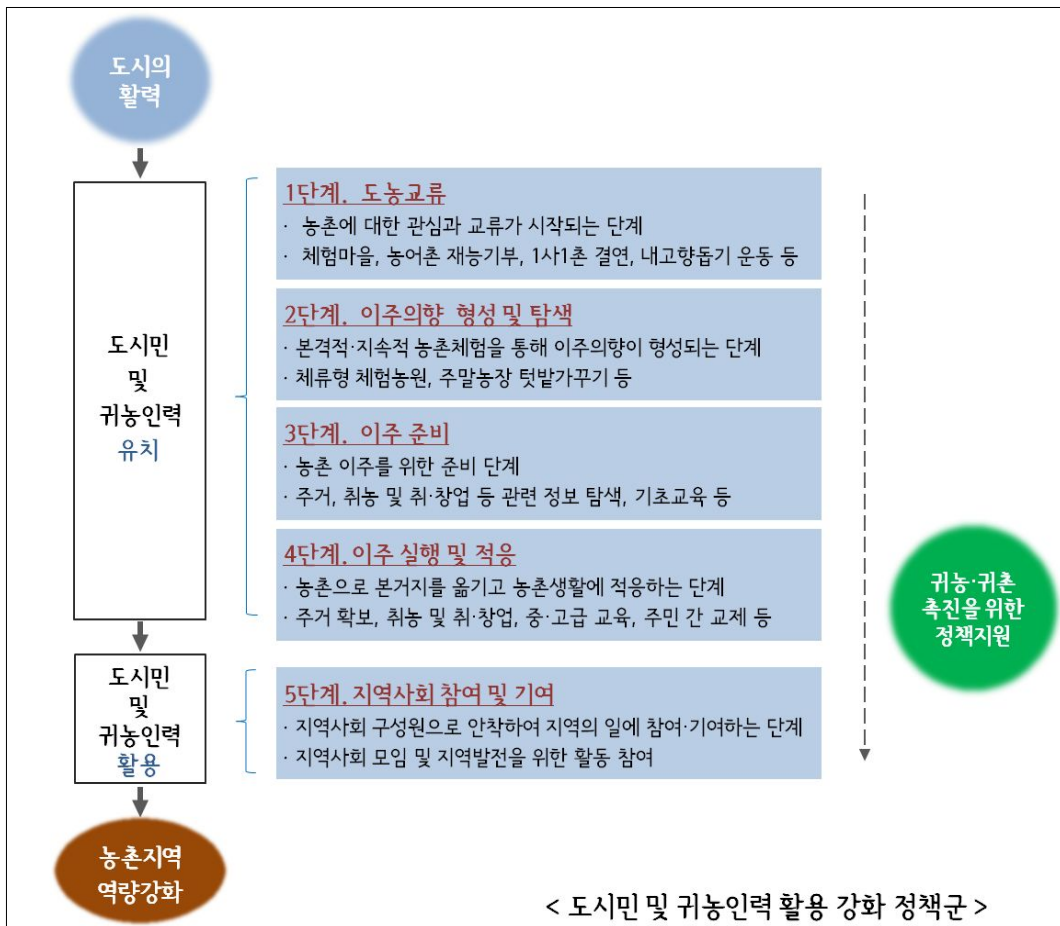 도시의
활력
도시민
및
귀농인력
유치
1단계. 도농교류
· 농촌에 대한 관심과 교류가 시작되는 단계
· 체험마을, 농어촌 재능기부, 1사1촌 결연, 내고향돕기 운동 등
2단계. 이주의향 형성 및 탐색
· 본격적·지속적 농촌체험을 통해 이주의향이 형성되는 단계
· 체류형 체험농원, 주말농장 텃밭가꾸기 등
3단계. 이주 준비
· 농촌 이주를 위한 준비 단계
· 주거, 취농 및 취·창업 등 관련 정보 탐색, 기초교육 등
4단계. 이주 실행 및 적응
· 농촌으로 본거지를 옮기고 농촌생활에 적응하는 단계
· 주거 확보, 취농 및 취·창업, 중·고급 교육, 주민 간 교제 등
귀농·귀촌
촉진을 위한
정책지원
도시민
및
귀농인력
활용
5단계. 지역사회 참여 및 기여
· 지역사회 구성원으로 안착하여 지역의 일에 참여·기여하는 단계
· 지역사회 모임 및 지역발전을 위한 활동 참여
농촌지역
역량강화
< 도시민 및 귀농인력 활용 강화 정책군 >